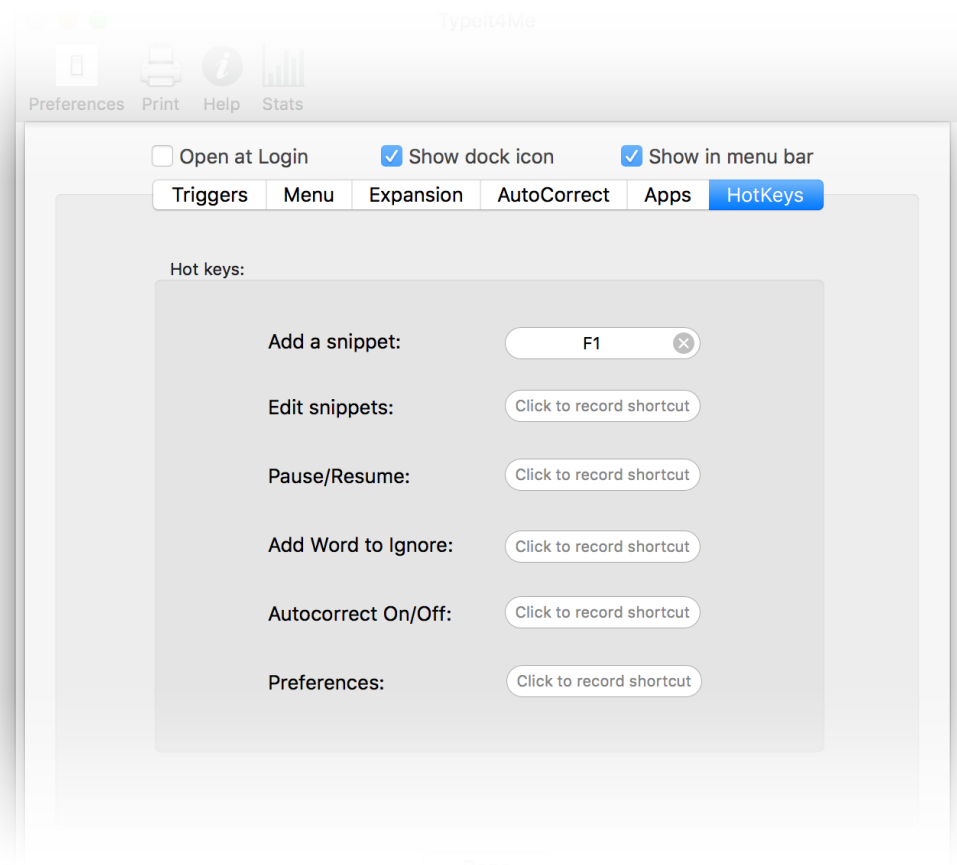 TypeIt4Me
Preferences Print Help Stats
Open at Login Show dock icon Show in menu bar
Triggers Menu Expansion AutoCorrect Apps HotKeys
Hot keys:
Add a snippet: F1
Edit snippets: Click to record shortcut
Pause/Resume: Click to record shortcut
Add Word to Ignore: Click to record shortcut
Autocorrect On/Off: Click to record shortcut
Preferences: Click to record shortcut